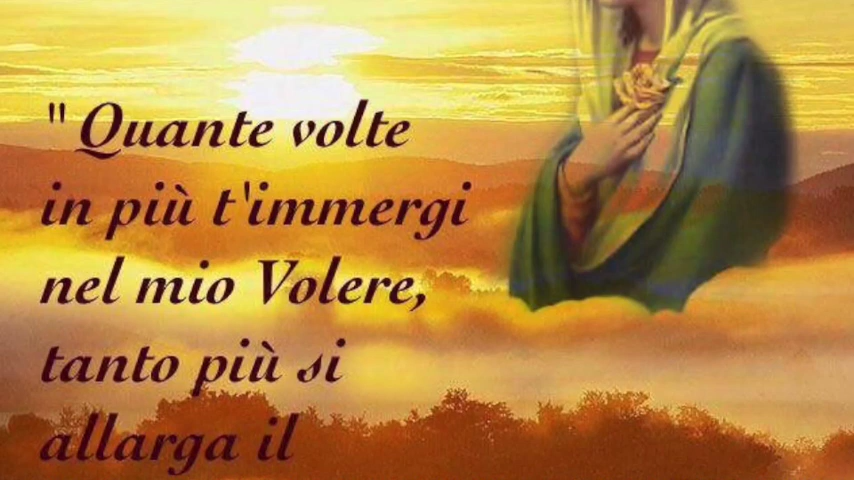 "Quante volte
in più t'immergi
nel mio Volere,
tanto più si
allarga il